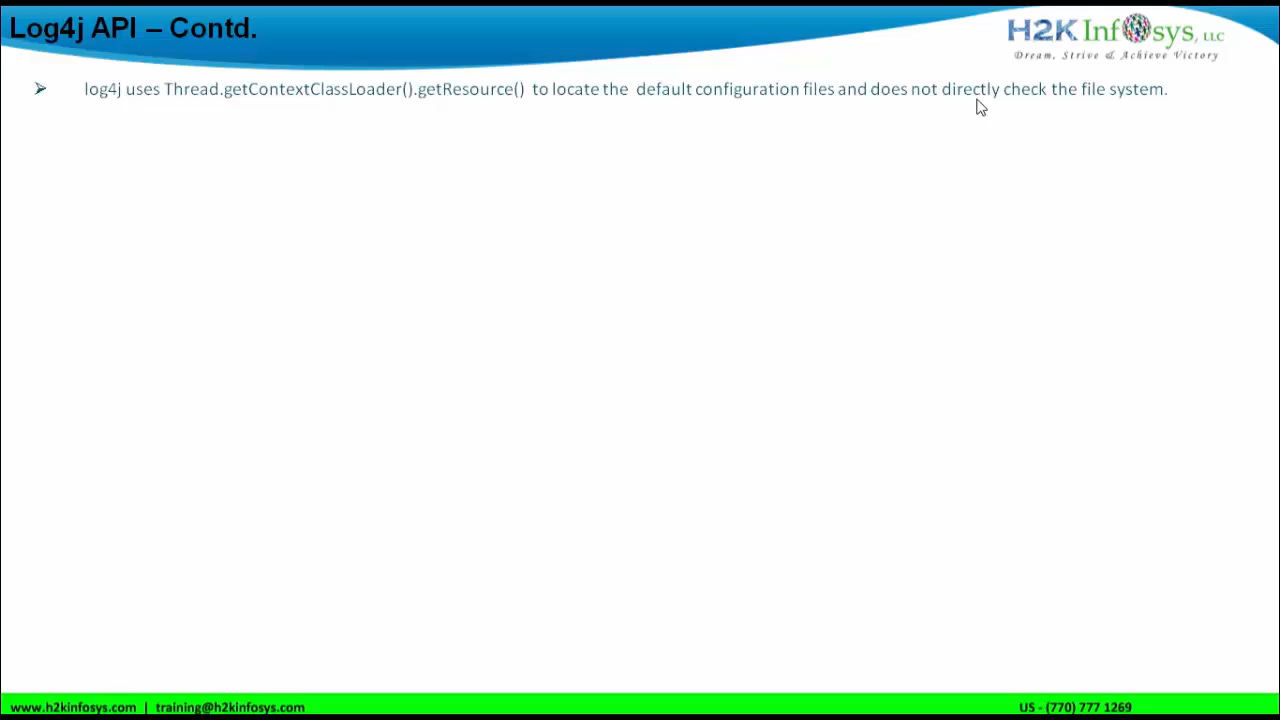 Log4j API – Contd.
H2K Infosys, LLC
Dream, Strive & Achieve Victory
➢ log4j uses Thread.getContextClassLoader().getResource() to locate the default configuration files and does not directly check the file system.
www.h2kinfosys.com | training@h2kinfosys.com
US - (770) 777 1269